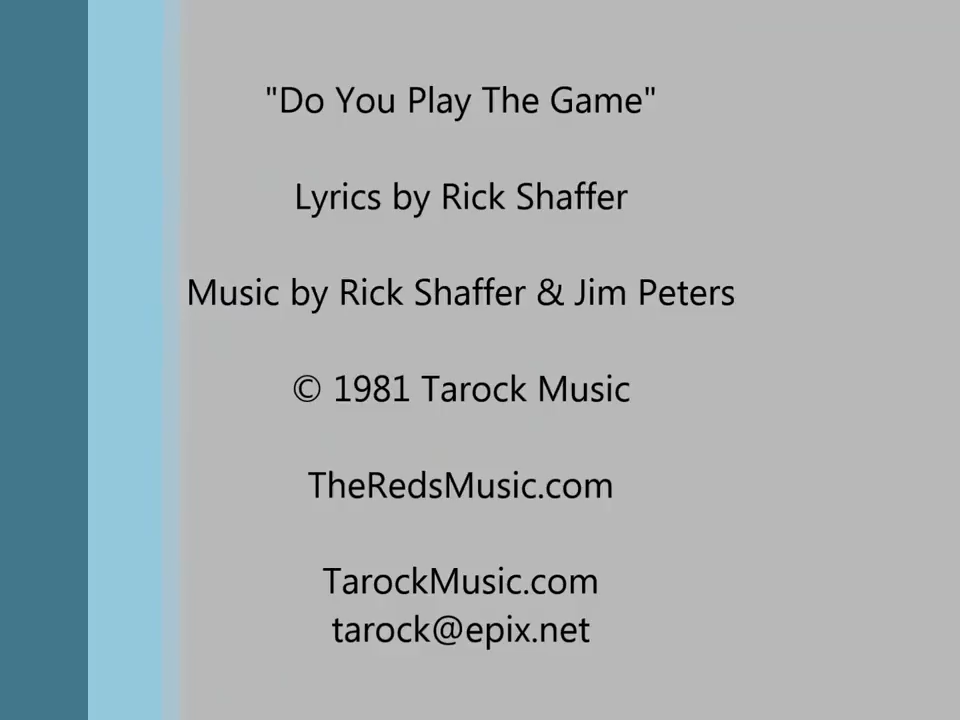 "Do You Play The Game"
Lyrics by Rick Shaffer
Music by Rick Shaffer & Jim Peters
© 1981 Tarock Music
TheRedsMusic.com
TarockMusic.com
tarock@epix.net